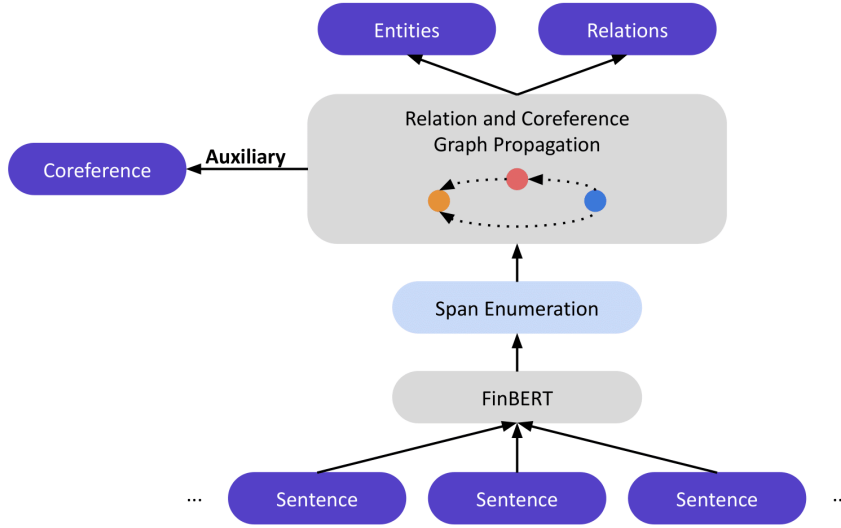 Entities
Relations
Relation and Coreference
Graph Propagation
Auxiliary
Coreference
Span Enumeration
FinBERT
...
Sentence
Sentence
Sentence
...